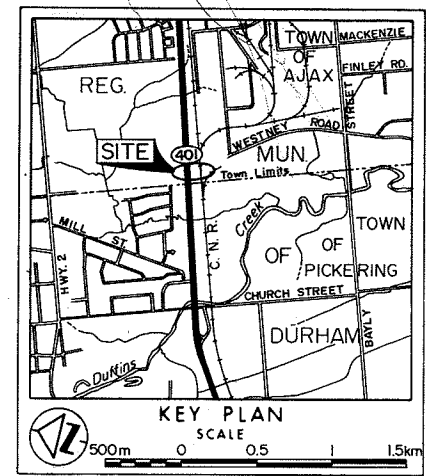 TOWN
OF
AJAX
MACKENZIE
FINLEY RD.
STREET
REG.
WESTNEY ROAD
SITE
401
MUN.
Town Limits
MILL ST.
HWY. 2
C.N.R.
Creek
OF
TOWN
OF
PICKERING
CHURCH STREET
DURHAM
BAYLY
Duffins
Z
KEY PLAN
SCALE
500m 0 0.5 1 1.5km